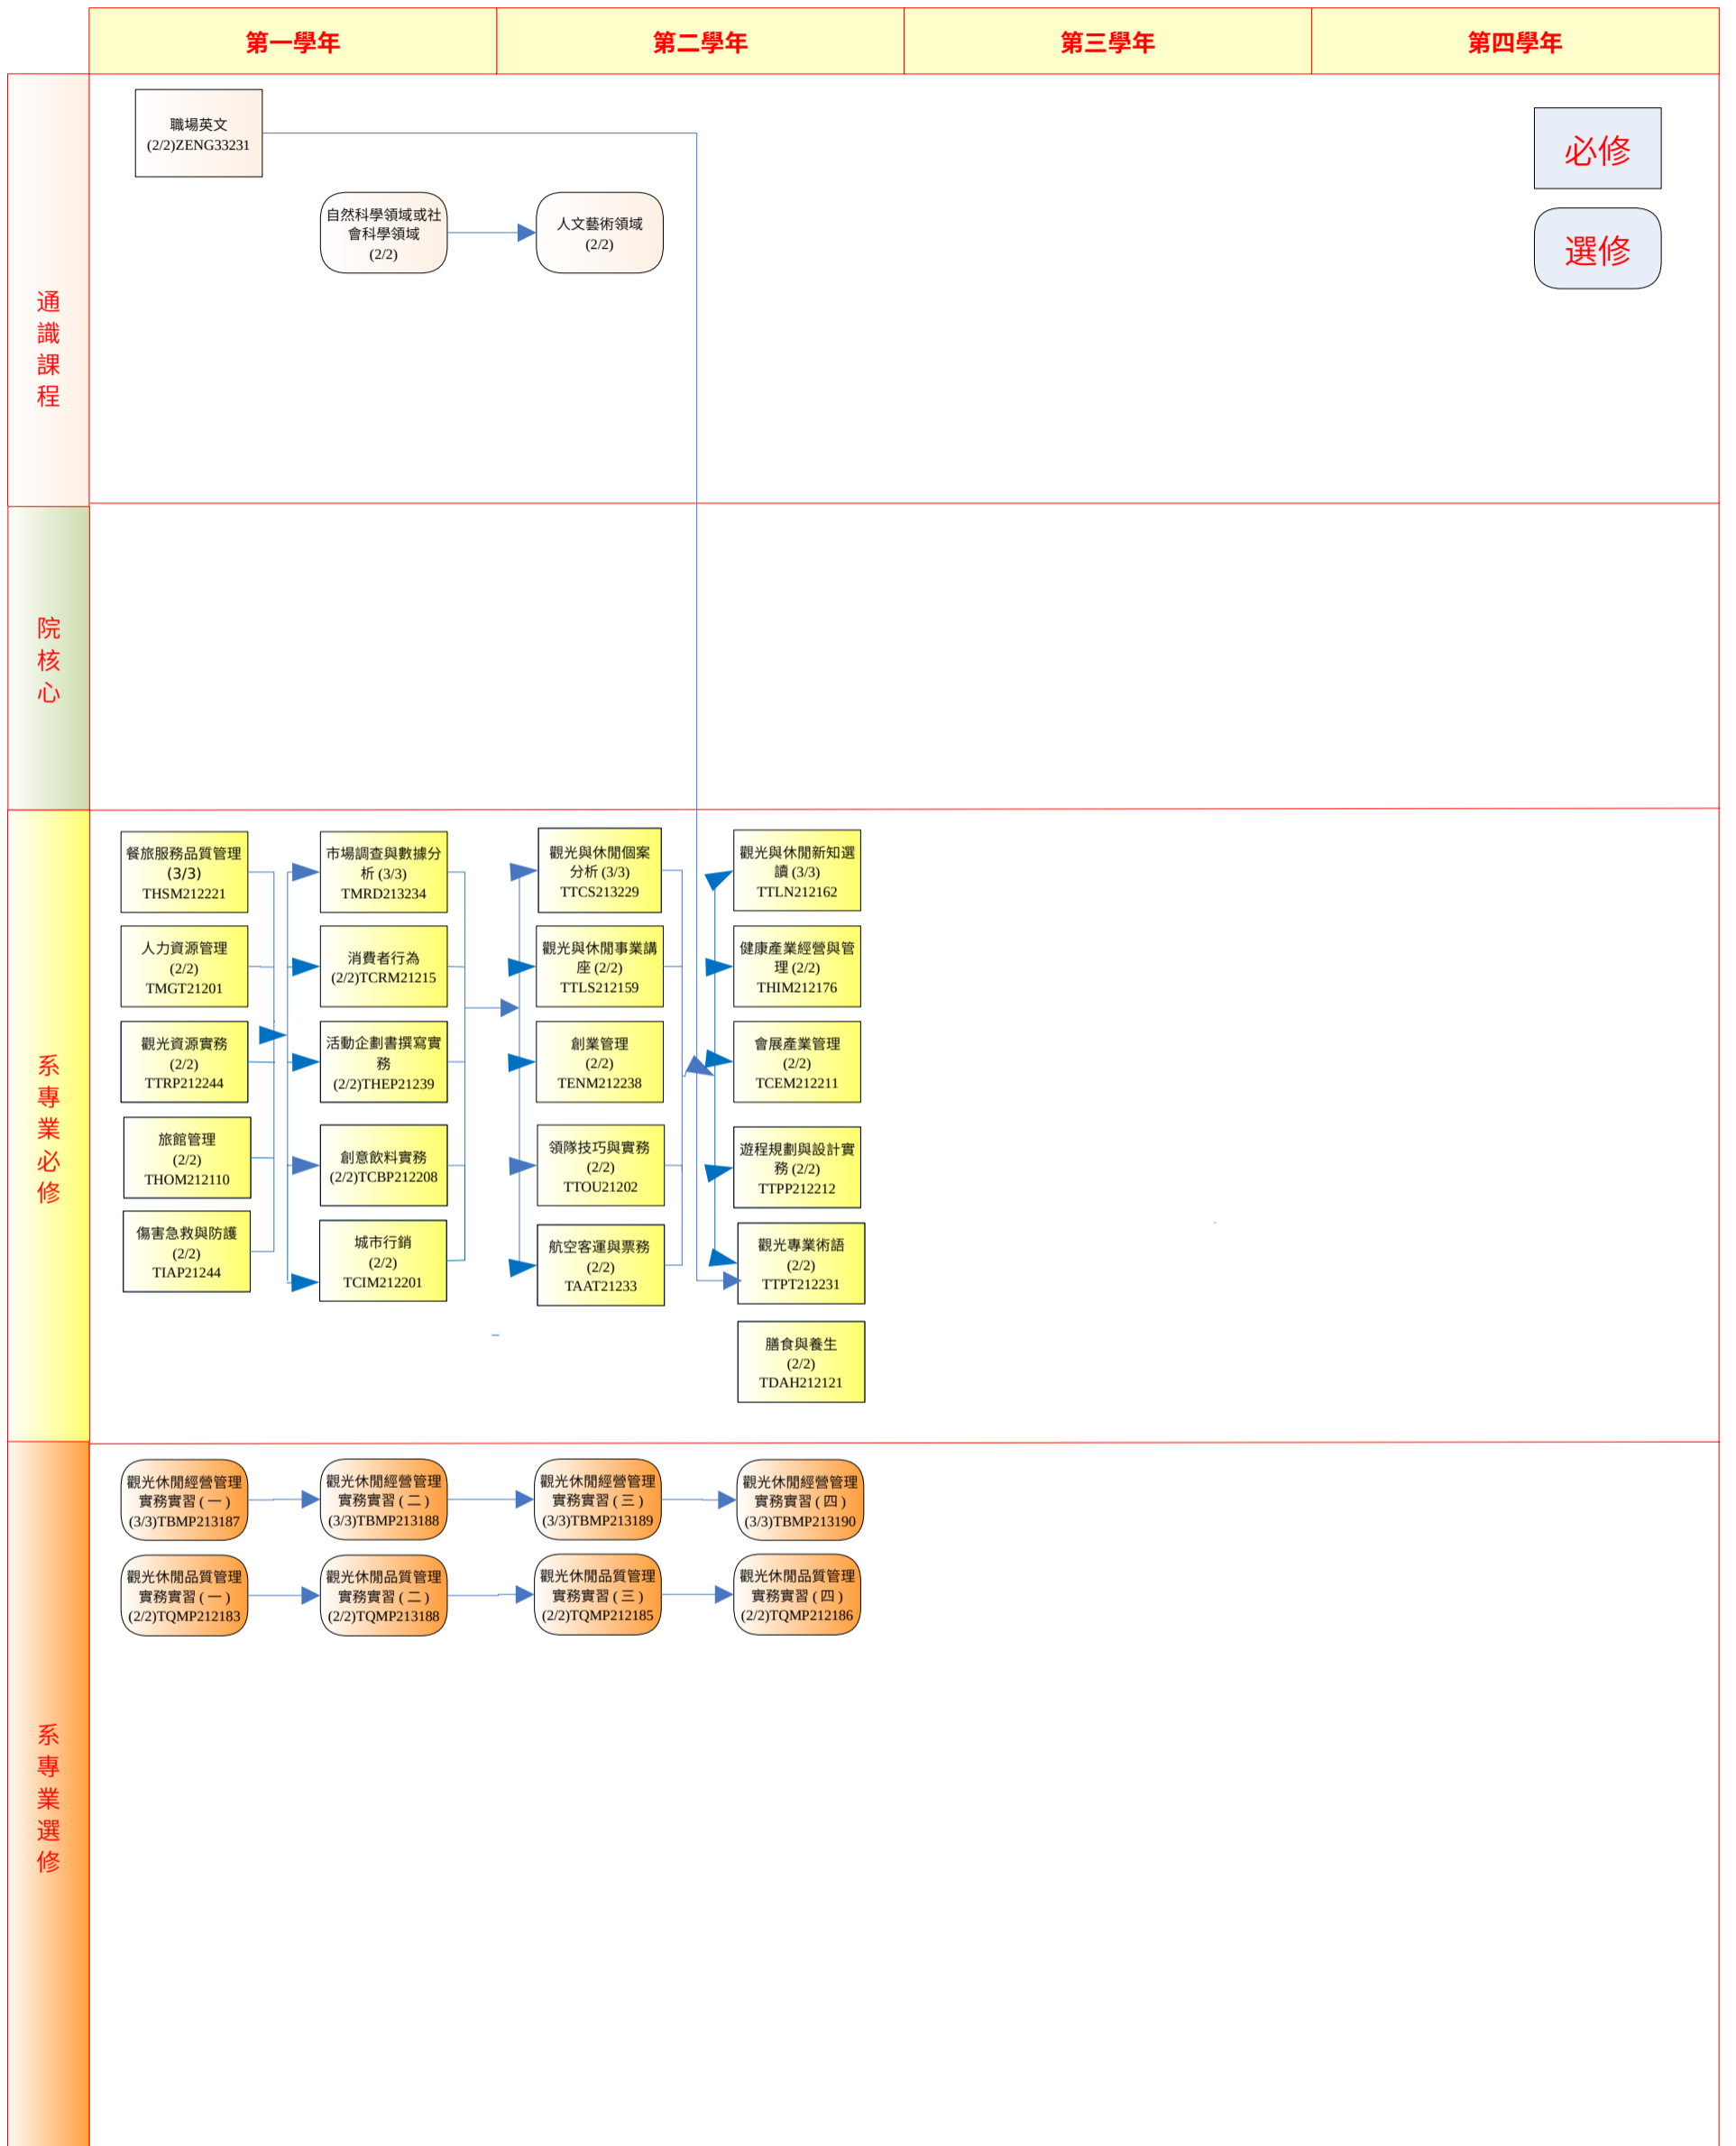 第一學年
第二學年
第三學年
第四學年
通
識
課
程
職場英文
(2/2)ZENG33231
自然科學領域或社
會科學領域
(2/2)
人文藝術領域
(2/2)
必修
選修
院
核
心
系
專
業
必
修
餐旅服務品質管理
(3/3)
THSM212221
市場調查與數據分
析 (3/3)
TMRD213234
觀光與休閒個案
分析 (3/3)
TTCS213229
觀光與休閒新知選
讀 (3/3)
TTLN212162
人力資源管理
(2/2)
TMGT21201
消費者行為
(2/2)TCRM21215
觀光與休閒事業講
座 (2/2)
TTLS212159
健康產業經營與管
理 (2/2)
THIM212176
觀光資源實務
(2/2)
TTRP212244
活動企劃書撰寫實
務
(2/2)THEP21239
創業管理
(2/2)
TENM212238
會展產業管理
(2/2)
TCEM212211
旅館管理
(2/2)
THOM212110
創意飲料實務
(2/2)TCBP212208
領隊技巧與實務
(2/2)
TTOU21202
遊程規劃與設計實
務 (2/2)
TTPP212212
傷害急救與防護
(2/2)
TIAP21244
城市行銷
(2/2)
TCIM212201
航空客運與票務
(2/2)
TAAT21233
觀光專業術語
(2/2)
TTPT212231
膳食與養生
(2/2)
TDAH212121
系
專
業
選
修
觀光休閒經營管理
實務實習 ( 一 )
(3/3)TBMP213187
觀光休閒經營管理
實務實習 ( 二 )
(3/3)TBMP213188
觀光休閒經營管理
實務實習 ( 三 )
(3/3)TBMP213189
觀光休閒經營管理
實務實習 ( 四 )
(3/3)TBMP213190
觀光休閒品質管理
實務實習 ( 一 )
(2/2)TQMP212183
觀光休閒品質管理
實務實習 ( 二 )
(2/2)TQMP213188
觀光休閒品質管理
實務實習 ( 三 )
(2/2)TQMP212185
觀光休閒品質管理
實務實習 ( 四 )
(2/2)TQMP212186